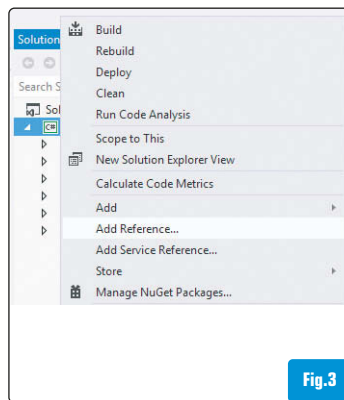 Build
Solution
Rebuild
Deploy
Search S
Clean
Sol
Run Code Analysis
C#
Scope to This
New Solution Explorer View
Calculate Code Metrics
Add
Add Reference...
Add Service Reference...
Store
Manage NuGet Packages...
Fig.3